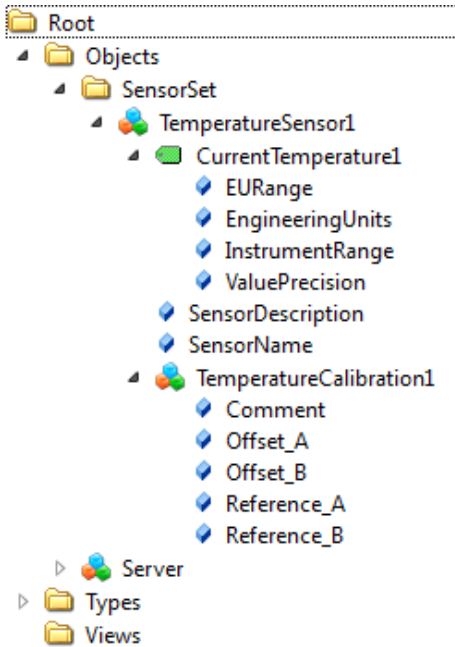 Root
Objects
SensorSet
TemperatureSensor1
CurrentTemperature1
EURange
EngineeringUnits
InstrumentRange
ValuePrecision
SensorDescription
SensorName
TemperatureCalibration1
Comment
Offset_A
Offset_B
Reference_A
Reference_B
Server
Types
Views